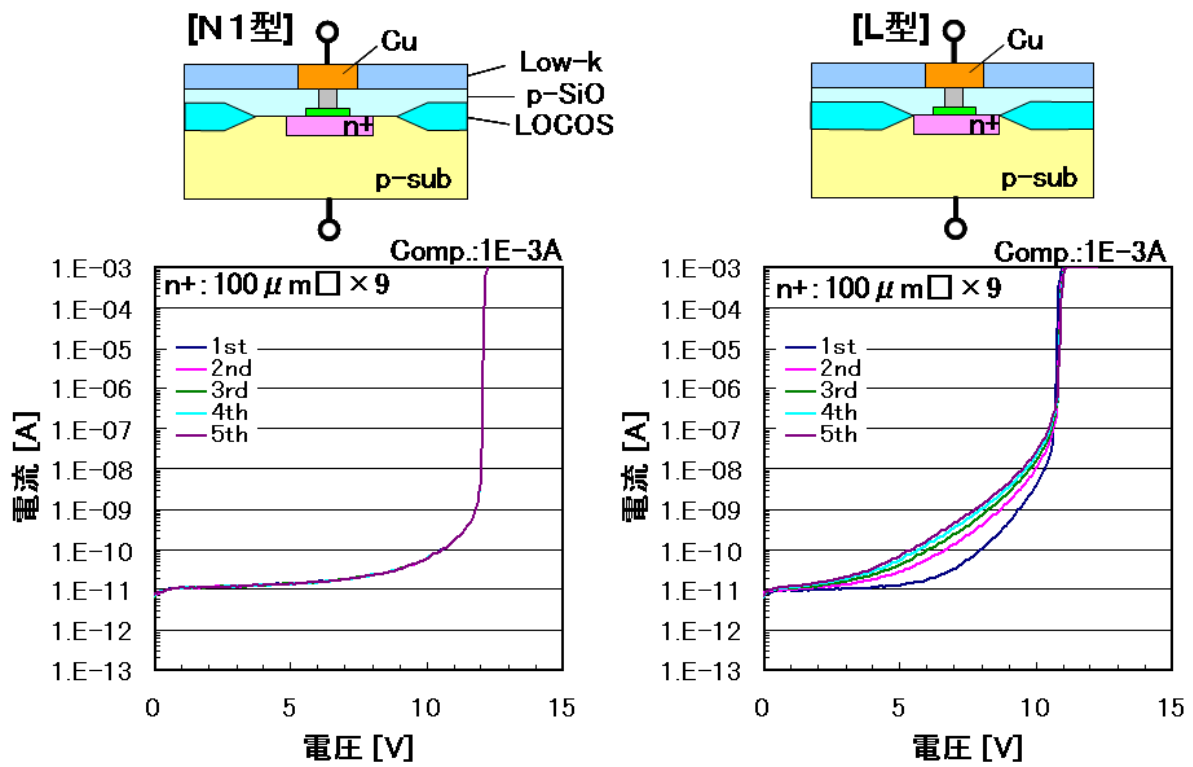 [N1型]
Cu
Low-k
p-SiO
LOCOS
n+
p-sub
[L型]
Cu
n+
p-sub
Comp.:1E-3A
n+: 100 μm□ × 9
1st
2nd
3rd
4th
5th
1.E-03
1.E-04
1.E-05
1.E-06
1.E-07
1.E-08
1.E-09
1.E-10
1.E-11
1.E-12
1.E-13
電流 [A]
0 5 10 15
電圧 [V]
Comp.:1E-3A
n+: 100 μm□ × 9
1st
2nd
3rd
4th
5th
1.E-03
1.E-04
1.E-05
1.E-06
1.E-07
1.E-08
1.E-09
1.E-10
1.E-11
1.E-12
1.E-13
電流 [A]
0 5 10 15
電圧 [V]